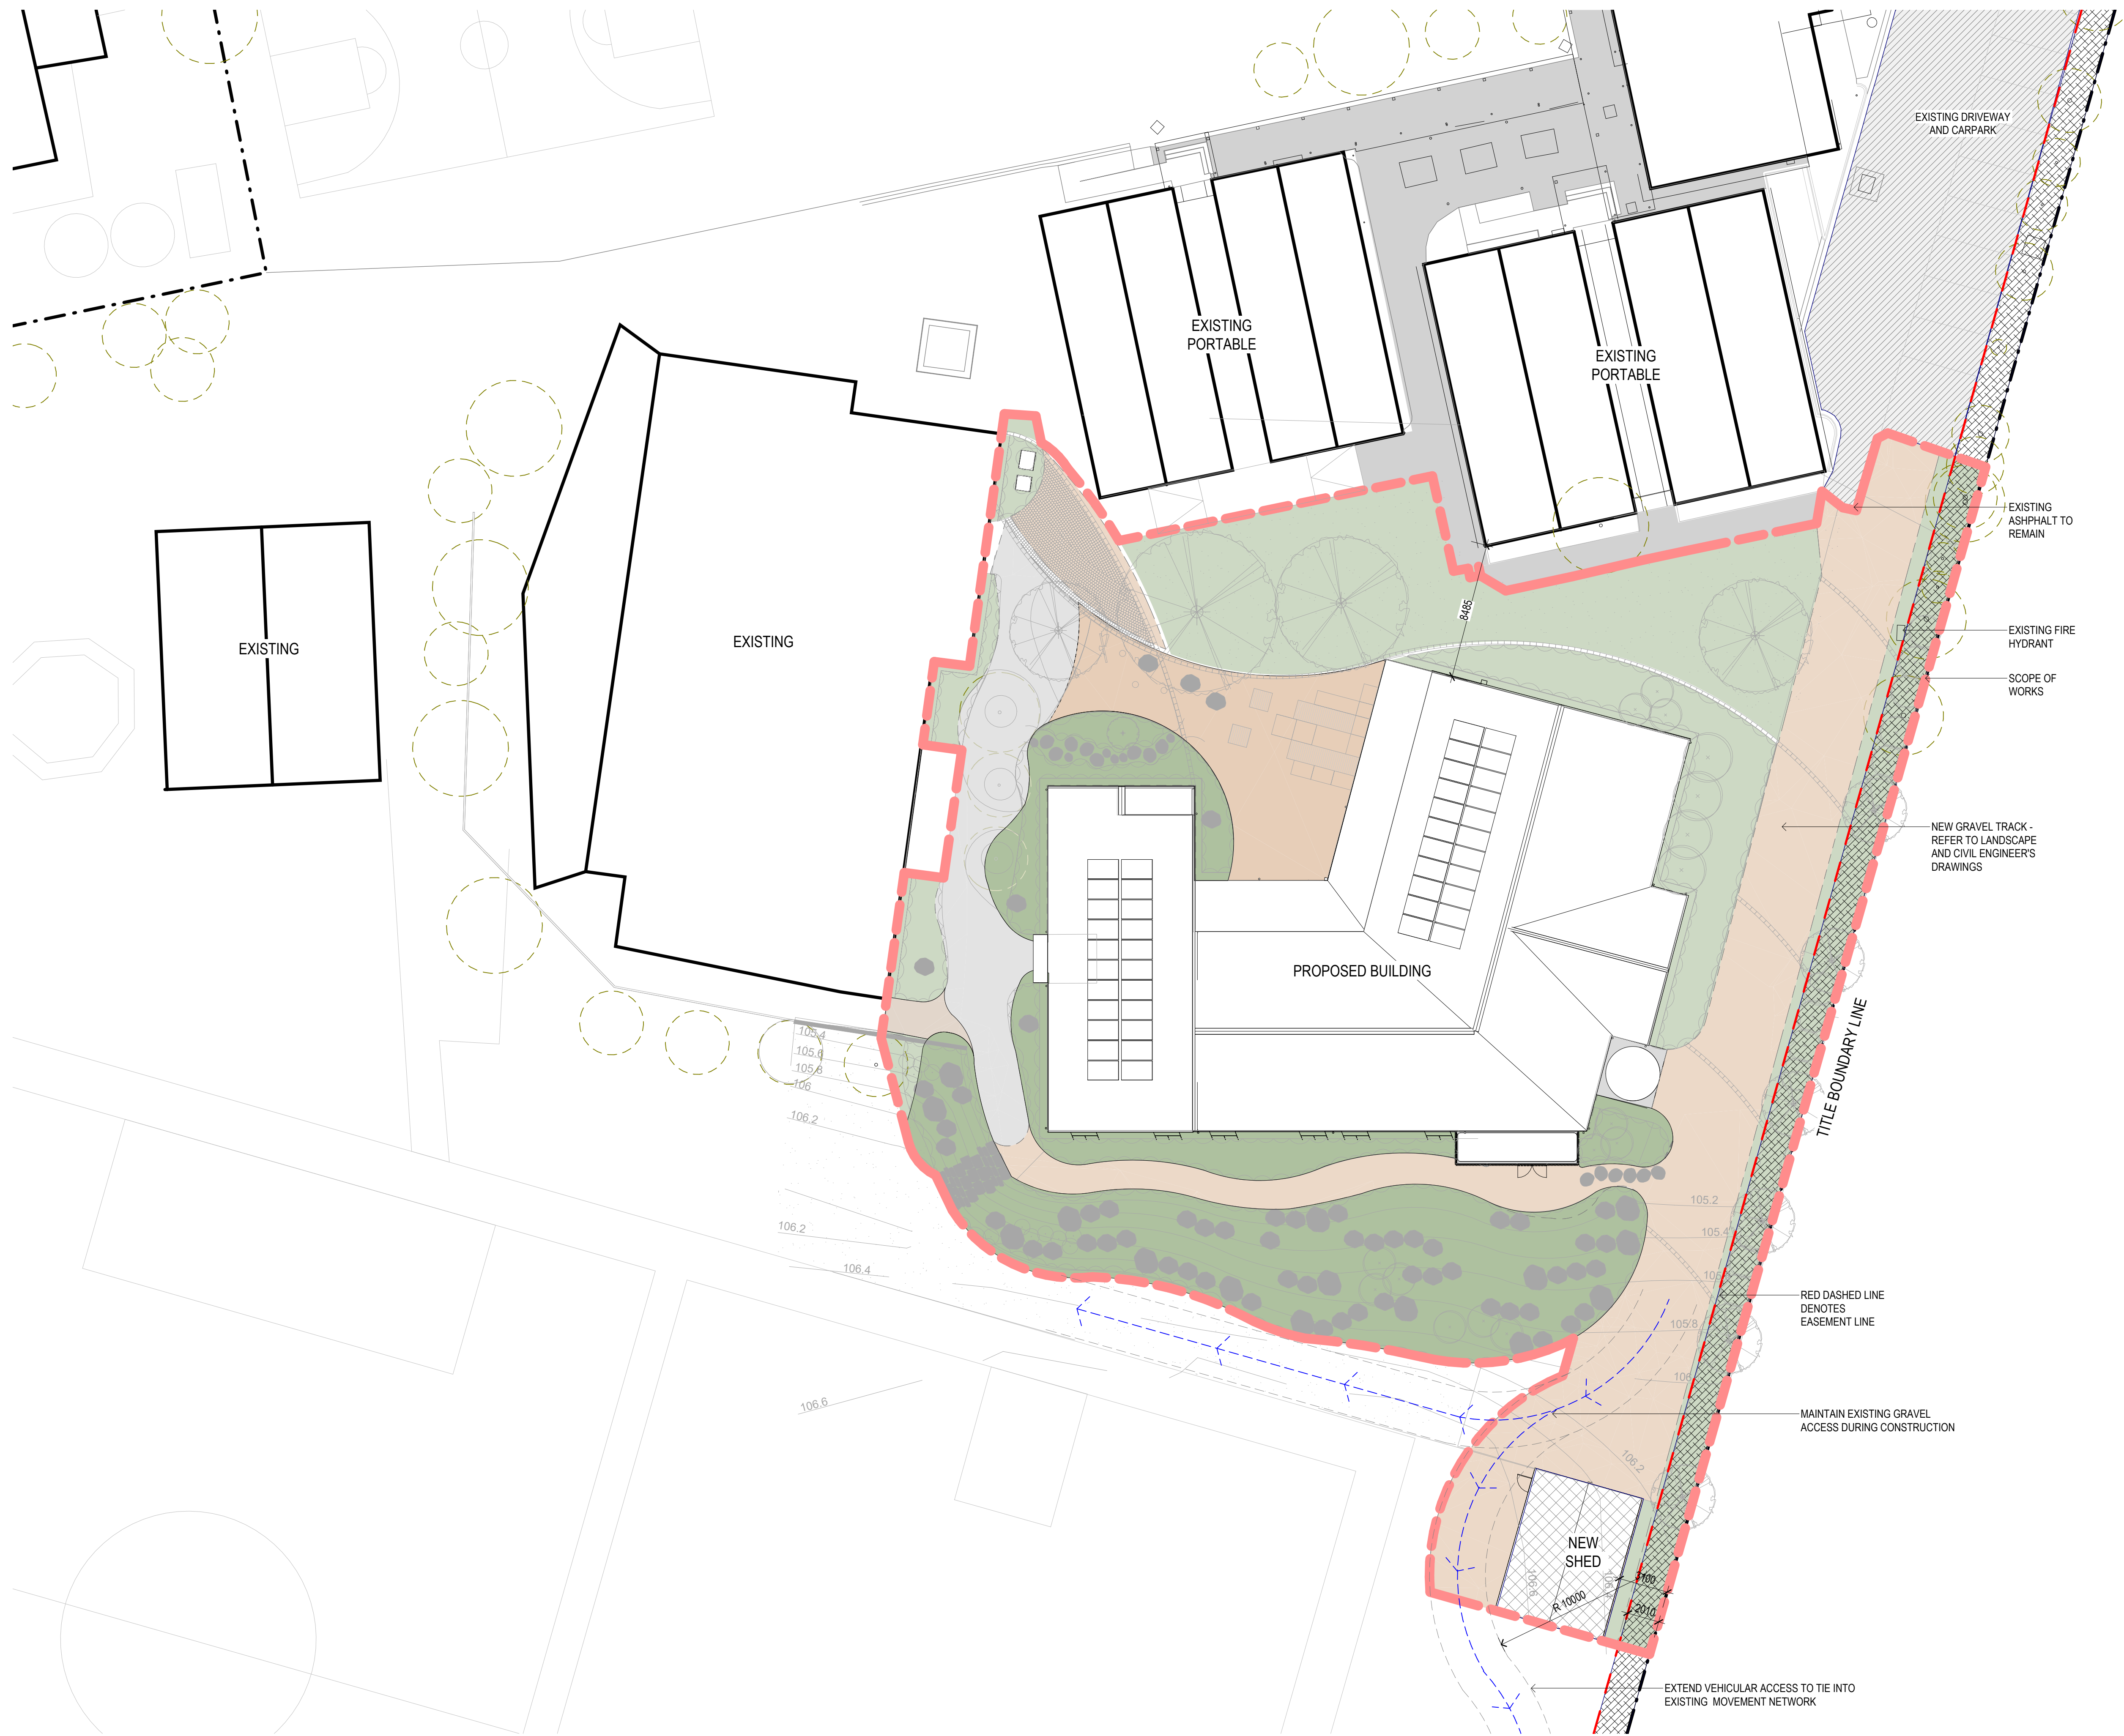 EXISTING DRIVEWAY
AND CARPARK
EXISTING
PORTABLE
EXISTING
PORTABLE
EXISTING
ASHPHALT TO
REMAIN
8485
EXISTING FIRE
HYDRANT
EXISTING
EXISTING
SCOPE OF
WORKS
NEW GRAVEL TRACK -
REFER TO LANDSCAPE
AND CIVIL ENGINEER'S
DRAWINGS
PROPOSED BUILDING
TITLE BOUNDARY LINE
105.4
105.6
105.8
106
106.2
105.2
106.2
105.4
106.4
RED DASHED LINE
DENOTES
EASEMENT LINE
105.8
106.6
MAINTAIN EXISTING GRAVEL
ACCESS DURING CONSTRUCTION
106.2
NEW
SHED
106.6
R 10000
2010
EXTEND VEHICULAR ACCESS TO TIE INTO
EXISTING MOVEMENT NETWORK